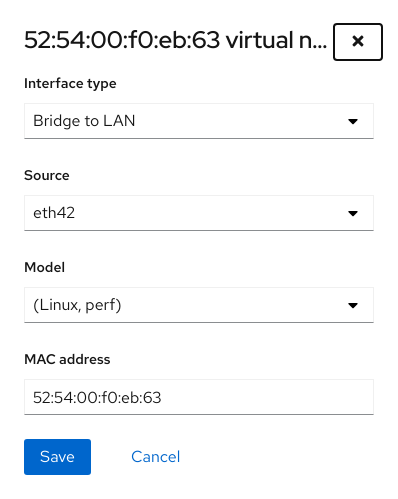 52:54:00:f0:eb:63 virtual n...
Interface type
Bridge to LAN
Source
eth42
Model
(Linux, perf)
MAC address
52:54:00:f0:eb:63
Save
Cancel